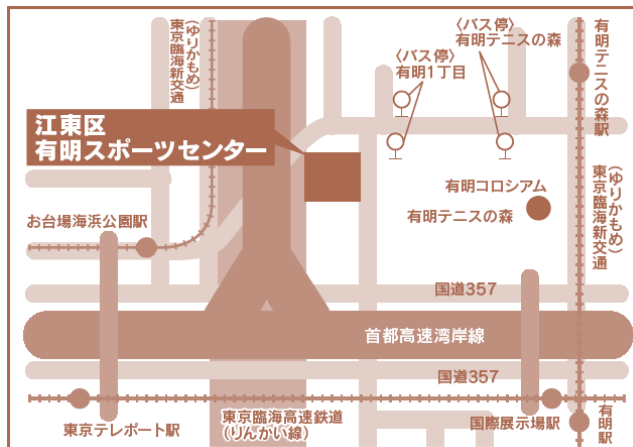 (ゆりかもめ)
東京臨海新交通
〈バス停〉
有明テニスの森
〈バス停〉
有明1丁目
有明テニスの森駅
江東区
有明スポーツセンター
(ゆりかもめ)
東京臨海新交通
有明コロシアム
有明テニスの森
お台場海浜公園駅
国道357
首都高速湾岸線
国道357
東京テレポート駅
東京臨海高速鉄道
(りんかい線)
国際展示場駅
有明駅